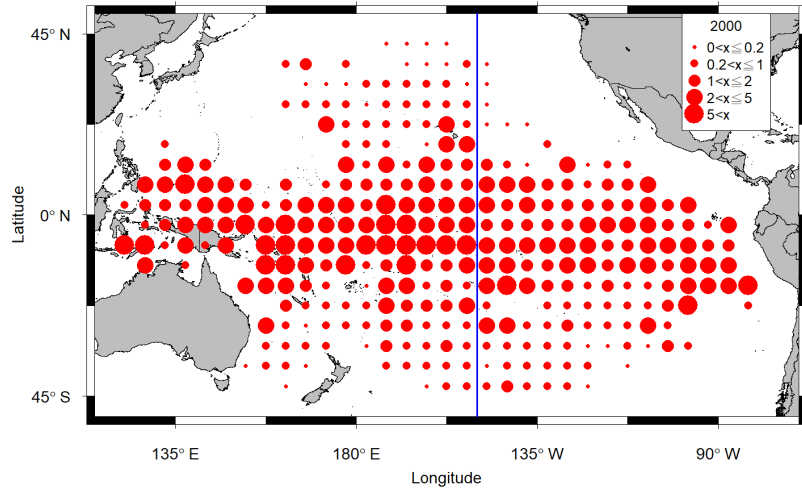 2000
0<x≦0.2
0.2<x≦1
1<x≦2
2<x≦5
5<x
45° N
0° N
45° S
Latitude
135° E
180° E
135° W
90° W
Longitude